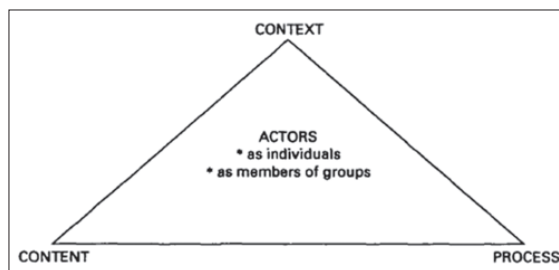 CONTEXT
ACTORS
* as individuals
* as members of groups
CONTENT
PROCESS